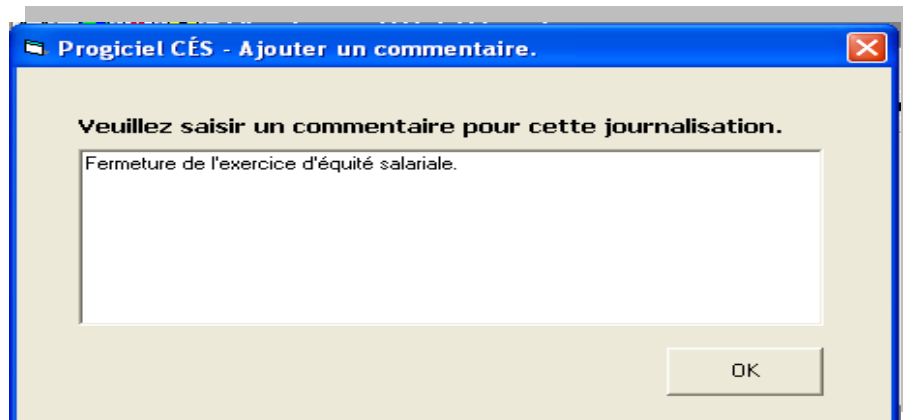 Progiciel CÉS - Ajouter un commentaire.
Veuillez saisir un commentaire pour cette journalisation.
Fermeture de l'exercice d'équité salariale.
OK